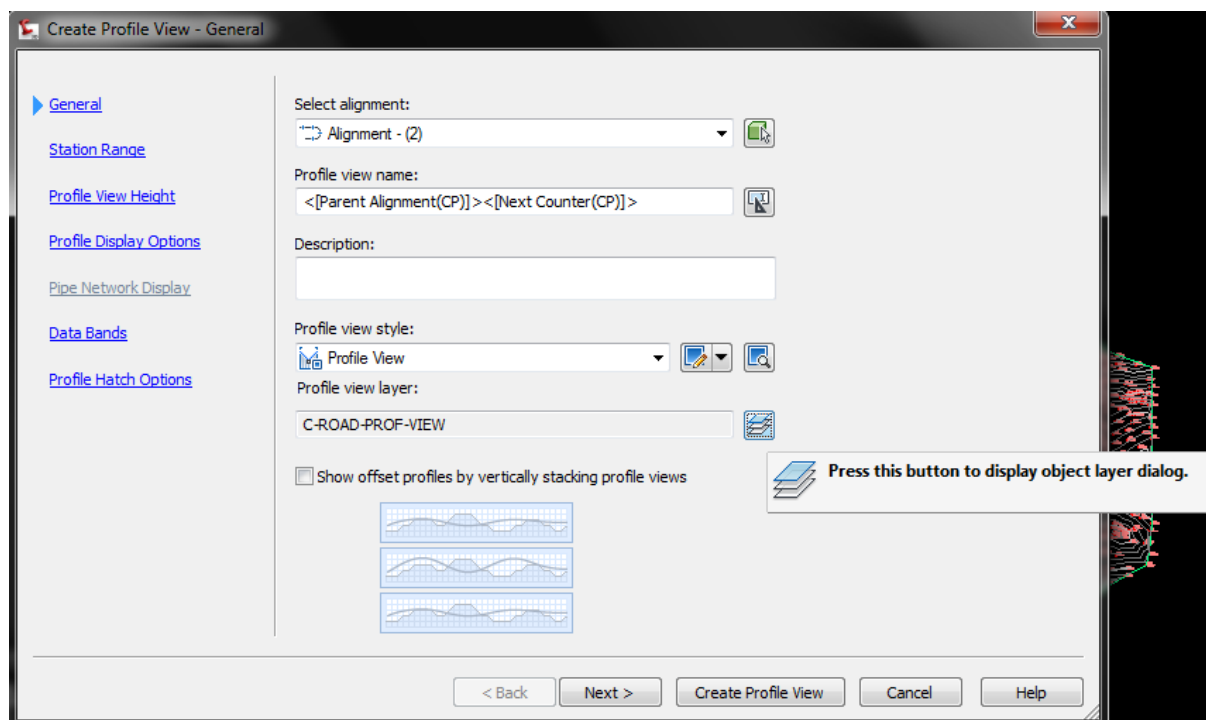 Create Profile View - General
General
Station Range
Profile View Height
Profile Display Options
Pipe Network Display
Data Bands
Profile Hatch Options
Select alignment:
Alignment - (2)
Profile view name:
<[Parent Alignment(CP)]><[Next Counter(CP)]>
Description:
Profile view style:
Profile View
Profile view layer:
C-ROAD-PROF-VIEW
Show offset profiles by vertically stacking profile views
Press this button to display object layer dialog.
< Back
Next >
Create Profile View
Cancel
Help